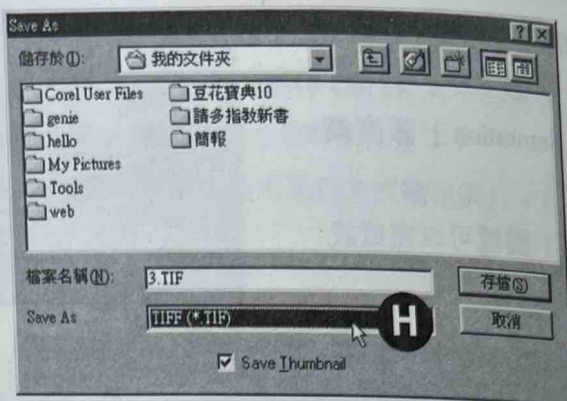 Save As
儲存於(I): 我的文件夾
Corel User Files
genie
hello
My Pictures
Tools
web
豆花寶典10
請多指教新書
簡報
檔案名稱(N): 3.TIF 存檔(S)
Save As TIFF (*.TIF) H 取消
Save Thumbnail